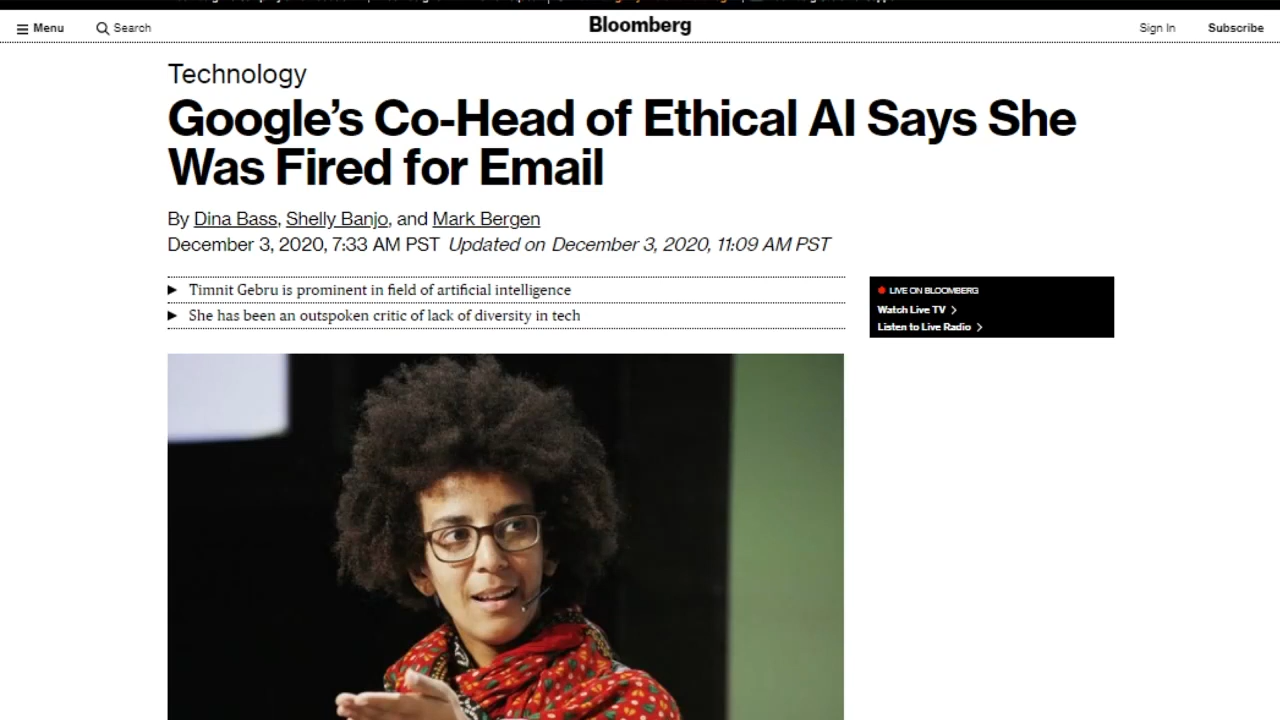 Menu
Search
Bloomberg
Sign In
Subscribe
Technology
Google’s Co-Head of Ethical AI Says She
Was Fired for Email
By Dina Bass, Shelly Banjo, and Mark Bergen
December 3, 2020, 7:33 AM PST Updated on December 3, 2020, 11:09 AM PST
Timnit Gebru is prominent in field of artificial intelligence
She has been an outspoken critic of lack of diversity in tech
LIVE ON BLOOMBERG
Watch Live TV
Listen to Live Radio